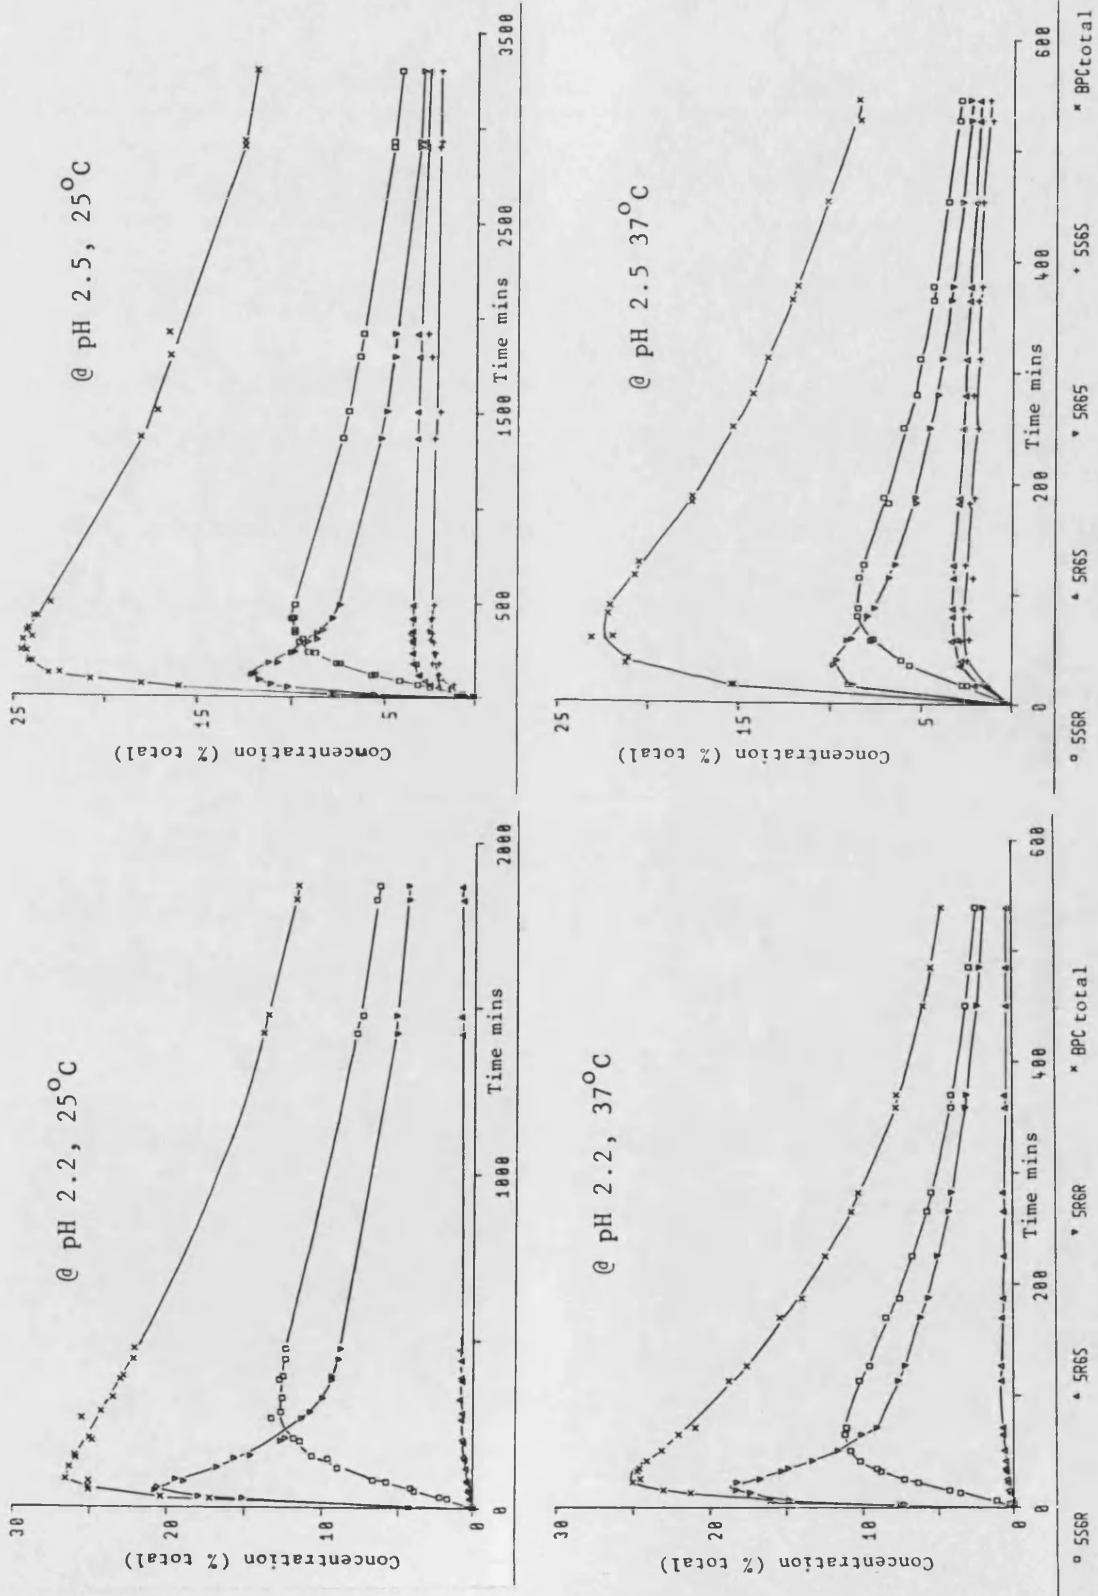 @ pH 2.2, 25°C
30
20
10
0
Concentration (% total)
1000
2000
Time mins
@ pH 2.5, 25°C
25
15
5
Concentration (% total)
500
1500
2500
3500
Time mins
@ pH 2.2, 37°C
30
20
10
0
Concentration (% total)
0
200
400
600
Time mins
@ pH 2.5 37°C
25
15
5
Concentration (% total)
0
200
400
600
Time mins
5S6R 5R6S 5R6R × BPC total
5S6R 5R6S 5R6S + 5S6S × BPCtotal